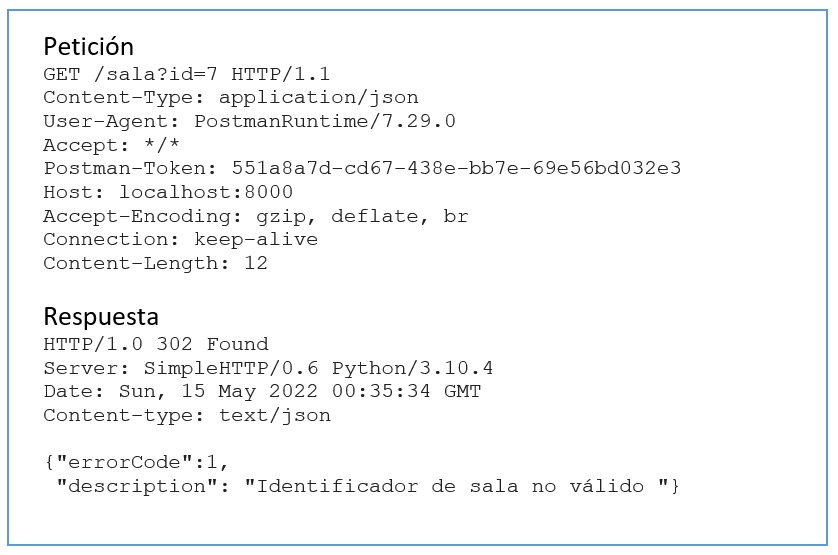 Petición
GET /sala?id=7 HTTP/1.1
Content-Type: application/json
User-Agent: PostmanRuntime/7.29.0
Accept: */*
Postman-Token: 551a8a7d-cd67-438e-bb7e-69e56bd032e3
Host: localhost:8000
Accept-Encoding: gzip, deflate, br
Connection: keep-alive
Content-Length: 12
Respuesta
HTTP/1.0 302 Found
Server: SimpleHTTP/0.6 Python/3.10.4
Date: Sun, 15 May 2022 00:35:34 GMT
Content-type: text/json
{"errorCode":1,
"description": "Identificador de sala no válido "}